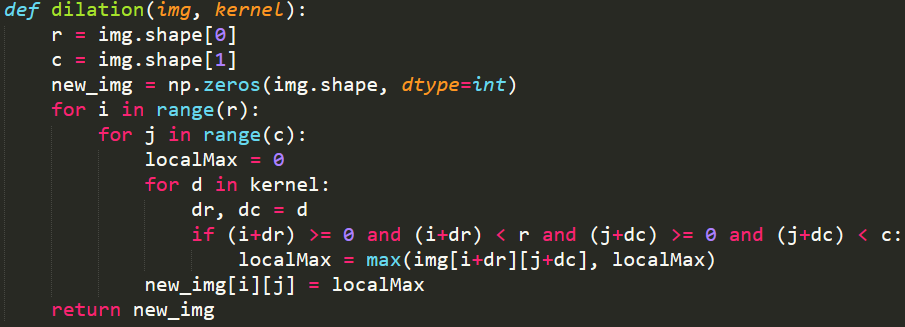 def dilation(img, kernel):
    r = img.shape[0]
    c = img.shape[1]
    new_img = np.zeros(img.shape, dtype=int)
    for i in range(r):
        for j in range(c):
            localMax = 0
            for d in kernel:
                dr, dc = d
                if (i+dr) >= 0 and (i+dr) < r and (j+dc) >= 0 and (j+dc) < c:
                    localMax = max(img[i+dr][j+dc], localMax)
            new_img[i][j] = localMax
    return new_img